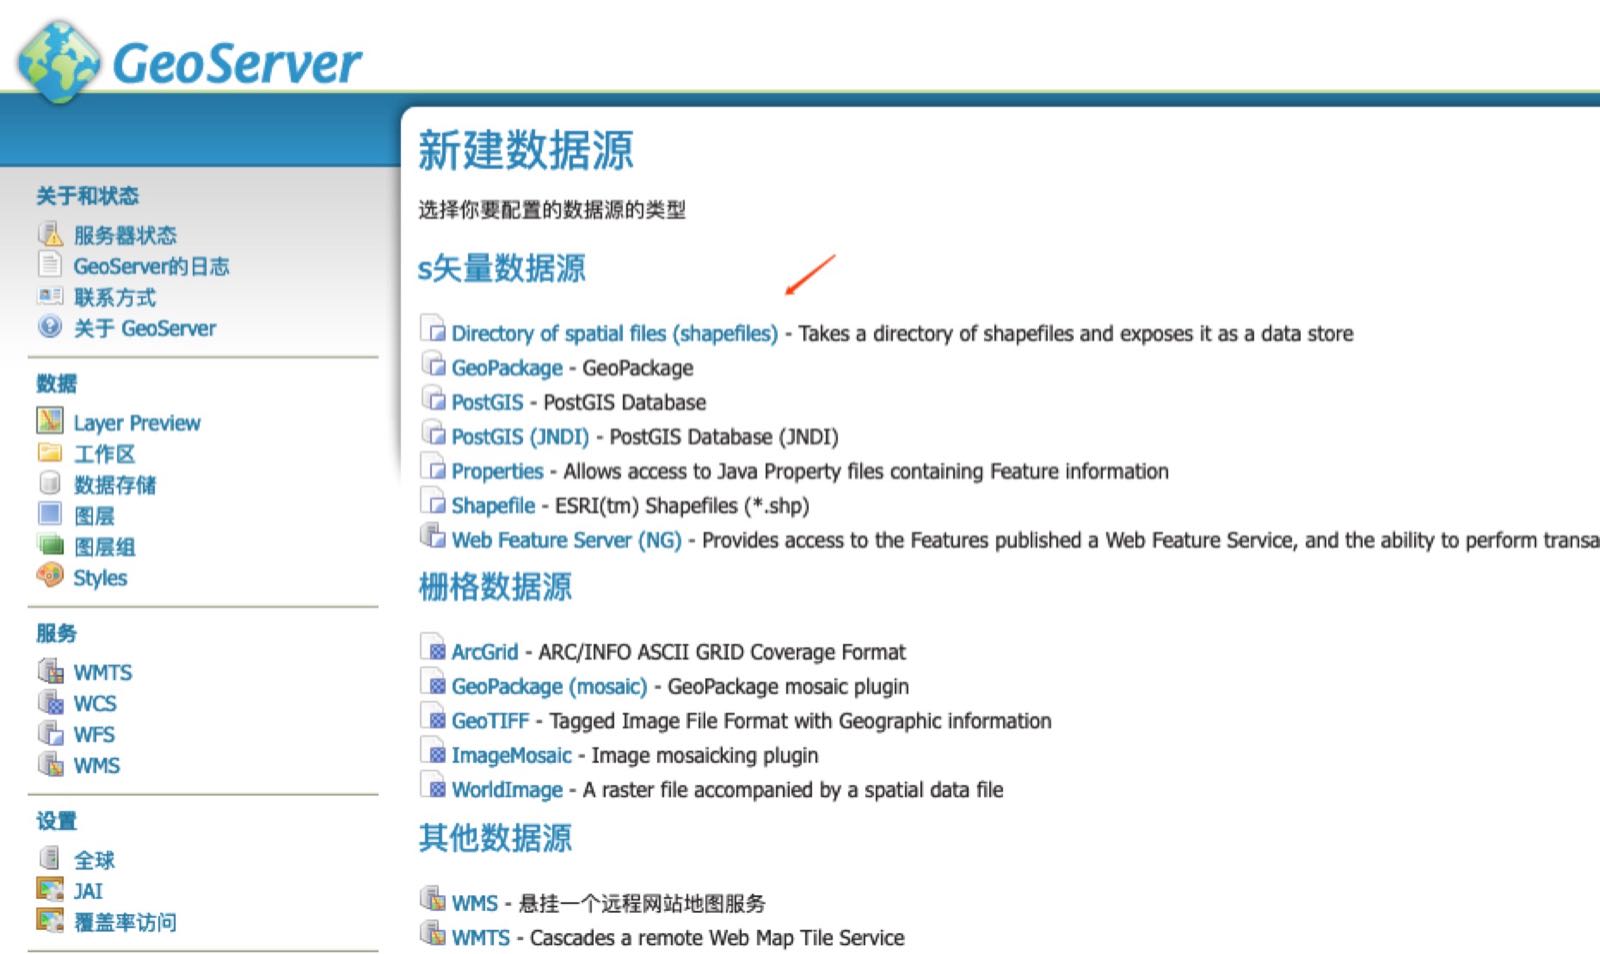 GeoServer
关于和状态
服务器状态
GeoServer的日志
联系方式
关于 GeoServer
数据
Layer Preview
工作区
数据存储
图层
图层组
Styles
服务
WMTS
WCS
WFS
WMS
设置
全球
JAI
覆盖率访问
新建数据源
选择你要配置的数据源的类型
s矢量数据源
Directory of spatial files (shapefiles) - Takes a directory of shapefiles and exposes it as a data store
GeoPackage - GeoPackage
PostGIS - PostGIS Database
PostGIS (JNDI) - PostGIS Database (JNDI)
Properties - Allows access to Java Property files containing Feature information
Shapefile - ESRI(tm) Shapefiles (*.shp)
Web Feature Server (NG) - Provides access to the Features published a Web Feature Service, and the ability to perform transa
栅格数据源
ArcGrid - ARC/INFO ASCII GRID Coverage Format
GeoPackage (mosaic) - GeoPackage mosaic plugin
GeoTIFF - Tagged Image File Format with Geographic information
ImageMosaic - Image mosaicking plugin
WorldImage - A raster file accompanied by a spatial data file
其他数据源
WMS - 悬挂一个远程网站地图服务
WMTS - Cascades a remote Web Map Tile Service